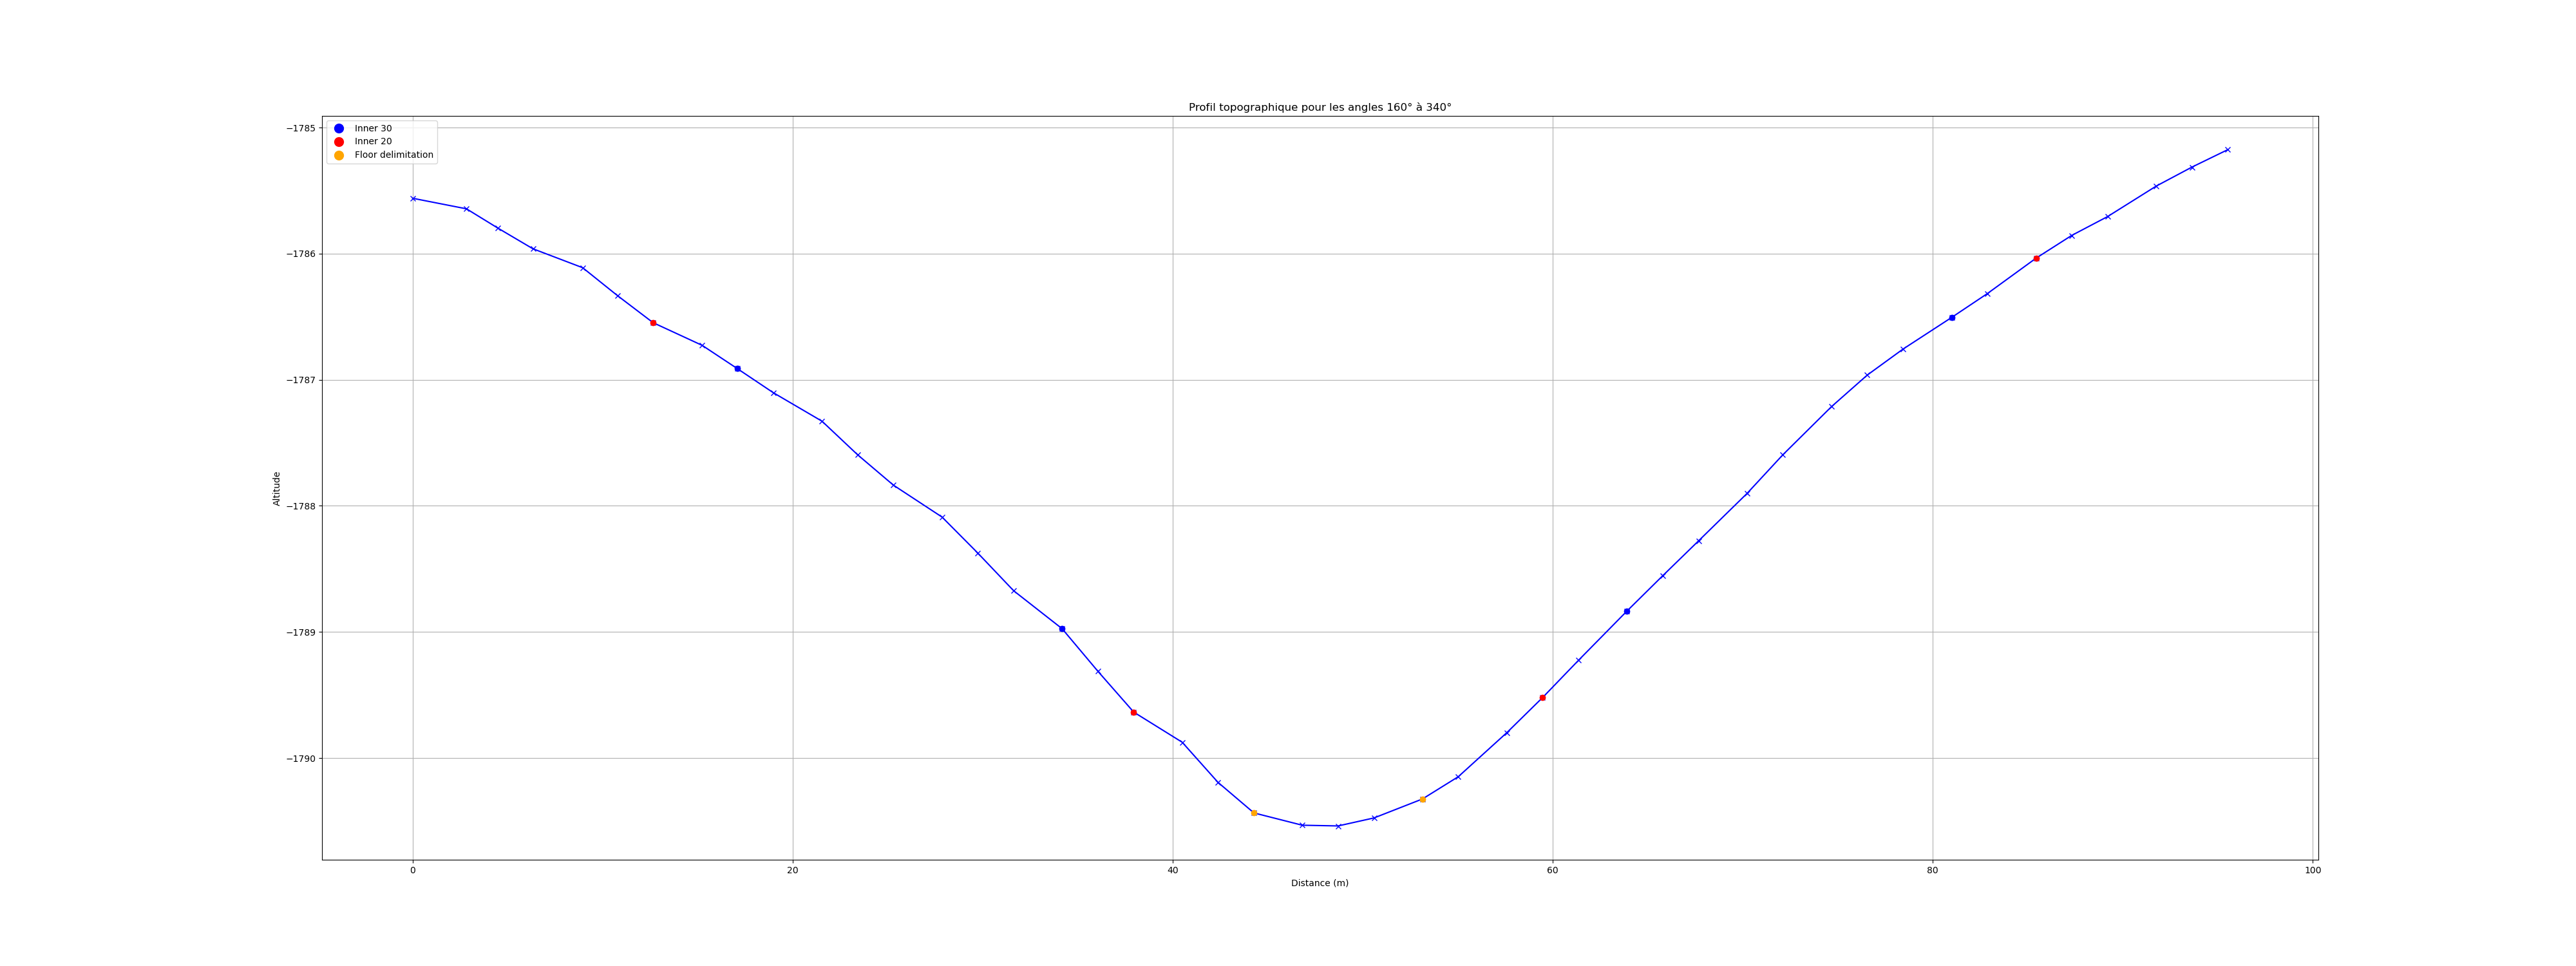 Profil topographique pour les angles 160° à 340°
Inner 30
Inner 20
Floor delimitation
−1785
−1786
−1787
−1788
−1789
−1790
Altitude
0 20 40 60 80 100
Distance (m)